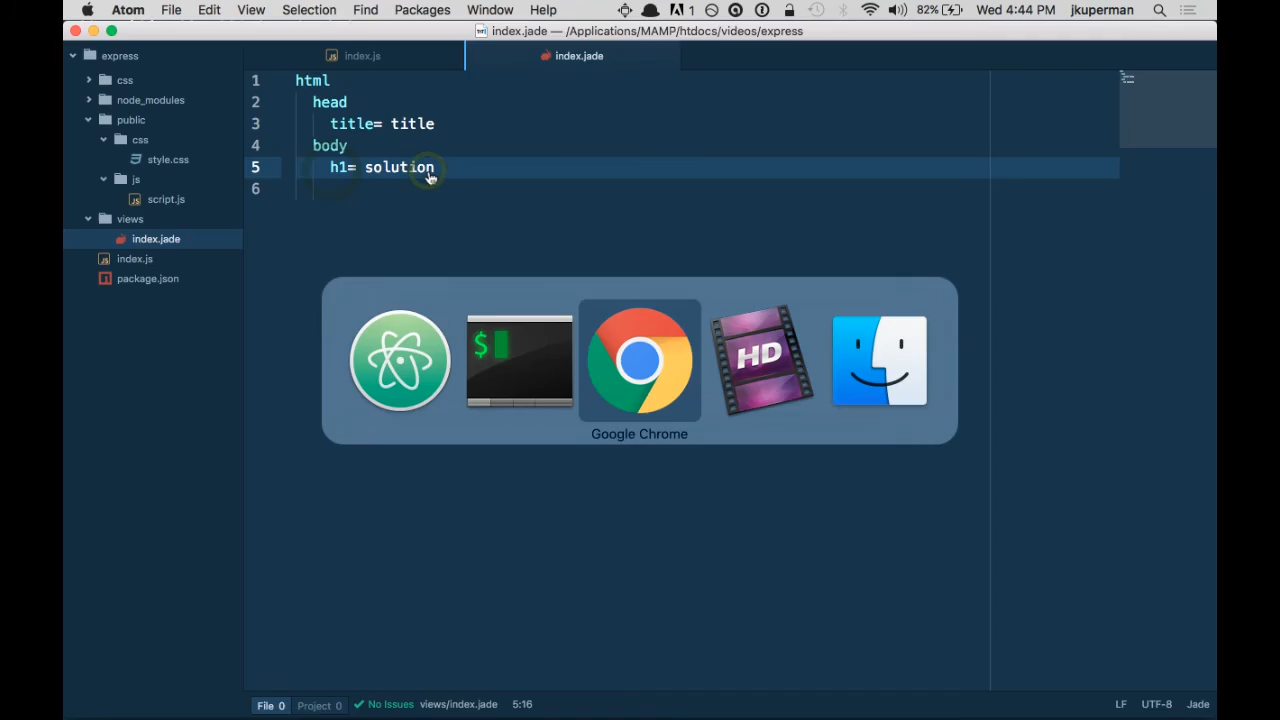 Atom File Edit View Selection Find Packages Window Help 1 82% Wed 4:44 PM jkuperman
index.jade — /Applications/MAMP/htdocs/videos/express
express
css
node_modules
public
css
style.css
js
script.js
views
index.jade
index.js
package.json
index.js index.jade
1 html
2 head
3 title= title
4 body
5 h1= solution
6
$
HD
Google Chrome
File 0 Project 0 No Issues views/index.jade 5:16 LF UTF-8 Jade